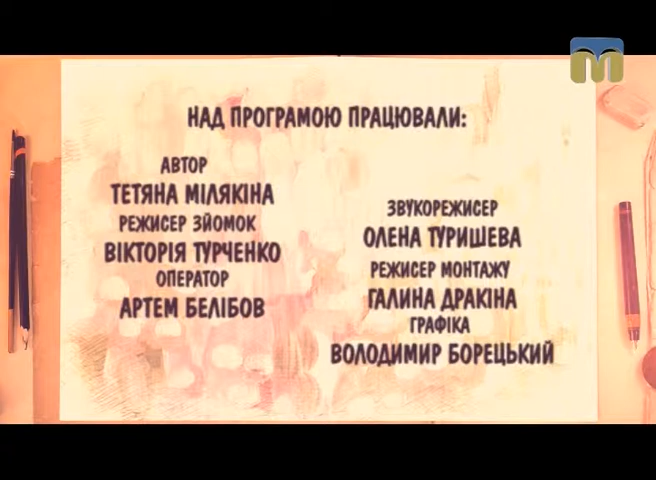 НАД ПРОГРАМОЮ ПРАЦЮВАЛИ:
АВТОР
ТЕТЯНА МІЛЯКІНА
РЕЖИСЕР ЗЙОМОК
ВІКТОРІЯ ТУРЧЕНКО
ОПЕРАТОР
АРТЕМ БЕЛІБОВ
ЗВУКОРЕЖИСЕР
ОЛЕНА ТУРИШЕВА
РЕЖИСЕР МОНТАЖУ
ГАЛИНА ДРАКІНА
ГРАФІКА
ВОЛОДИМИР БОРЕЦЬКИЙ